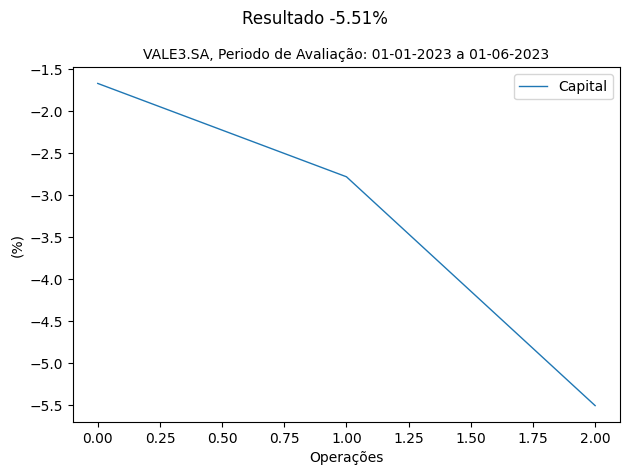 Resultado -5.51%
VALE3.SA, Periodo de Avaliação: 01-01-2023 a 01-06-2023
Capital
−1.5
−2.0
−2.5
−3.0
−3.5
−4.0
−4.5
−5.0
−5.5
(%)
0.00 0.25 0.50 0.75 1.00 1.25 1.50 1.75 2.00
Operações